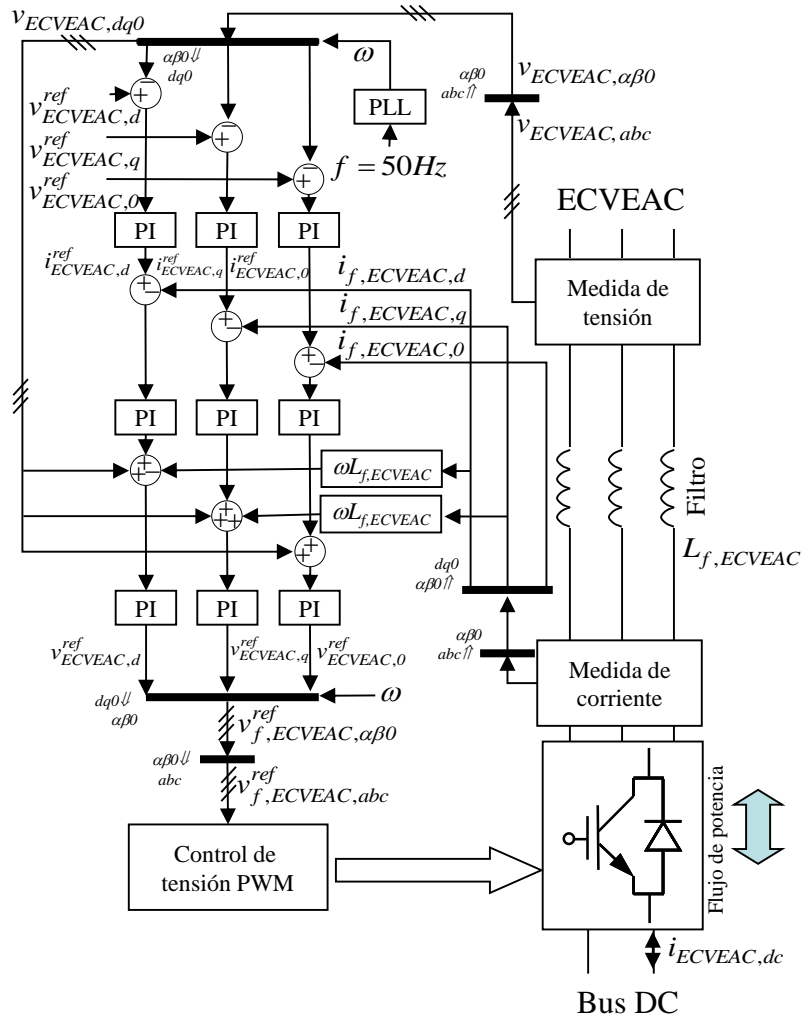 v_{ECVEAC,dq0}
αβ0⇓
dq0
ω
PLL
f = 50Hz
αβ0
abc⇑
v_{ECVEAC,αβ0}
v_{ECVEAC,abc}
v^{ref}_{ECVEAC,d}
v^{ref}_{ECVEAC,q}
v^{ref}_{ECVEAC,0}
−
+
−
+
−
+
PI
PI
PI
i^{ref}_{ECVEAC,d}
i^{ref}_{ECVEAC,q}
i^{ref}_{ECVEAC,0}
i_{f,ECVEAC,d}
i_{f,ECVEAC,q}
i_{f,ECVEAC,0}
+
−
+
−
+
−
ECVEAC
Medida de
tensión
PI
PI
PI
+
+−
ωL_{f,ECVEAC}
+
++
ωL_{f,ECVEAC}
+
+
Filtro
L_{f,ECVEAC}
dq0
αβ0⇑
αβ0
abc⇑
PI
PI
PI
Medida de
corriente
v^{ref}_{ECVEAC,d}
v^{ref}_{ECVEAC,q}
v^{ref}_{ECVEAC,0}
dq0⇓
αβ0
ω
v^{ref}_{f,ECVEAC,αβ0}
αβ0⇓
abc
v^{ref}_{f,ECVEAC,abc}
Control de
tensión PWM
Flujo de potencia
i_{ECVEAC,dc}
Bus DC